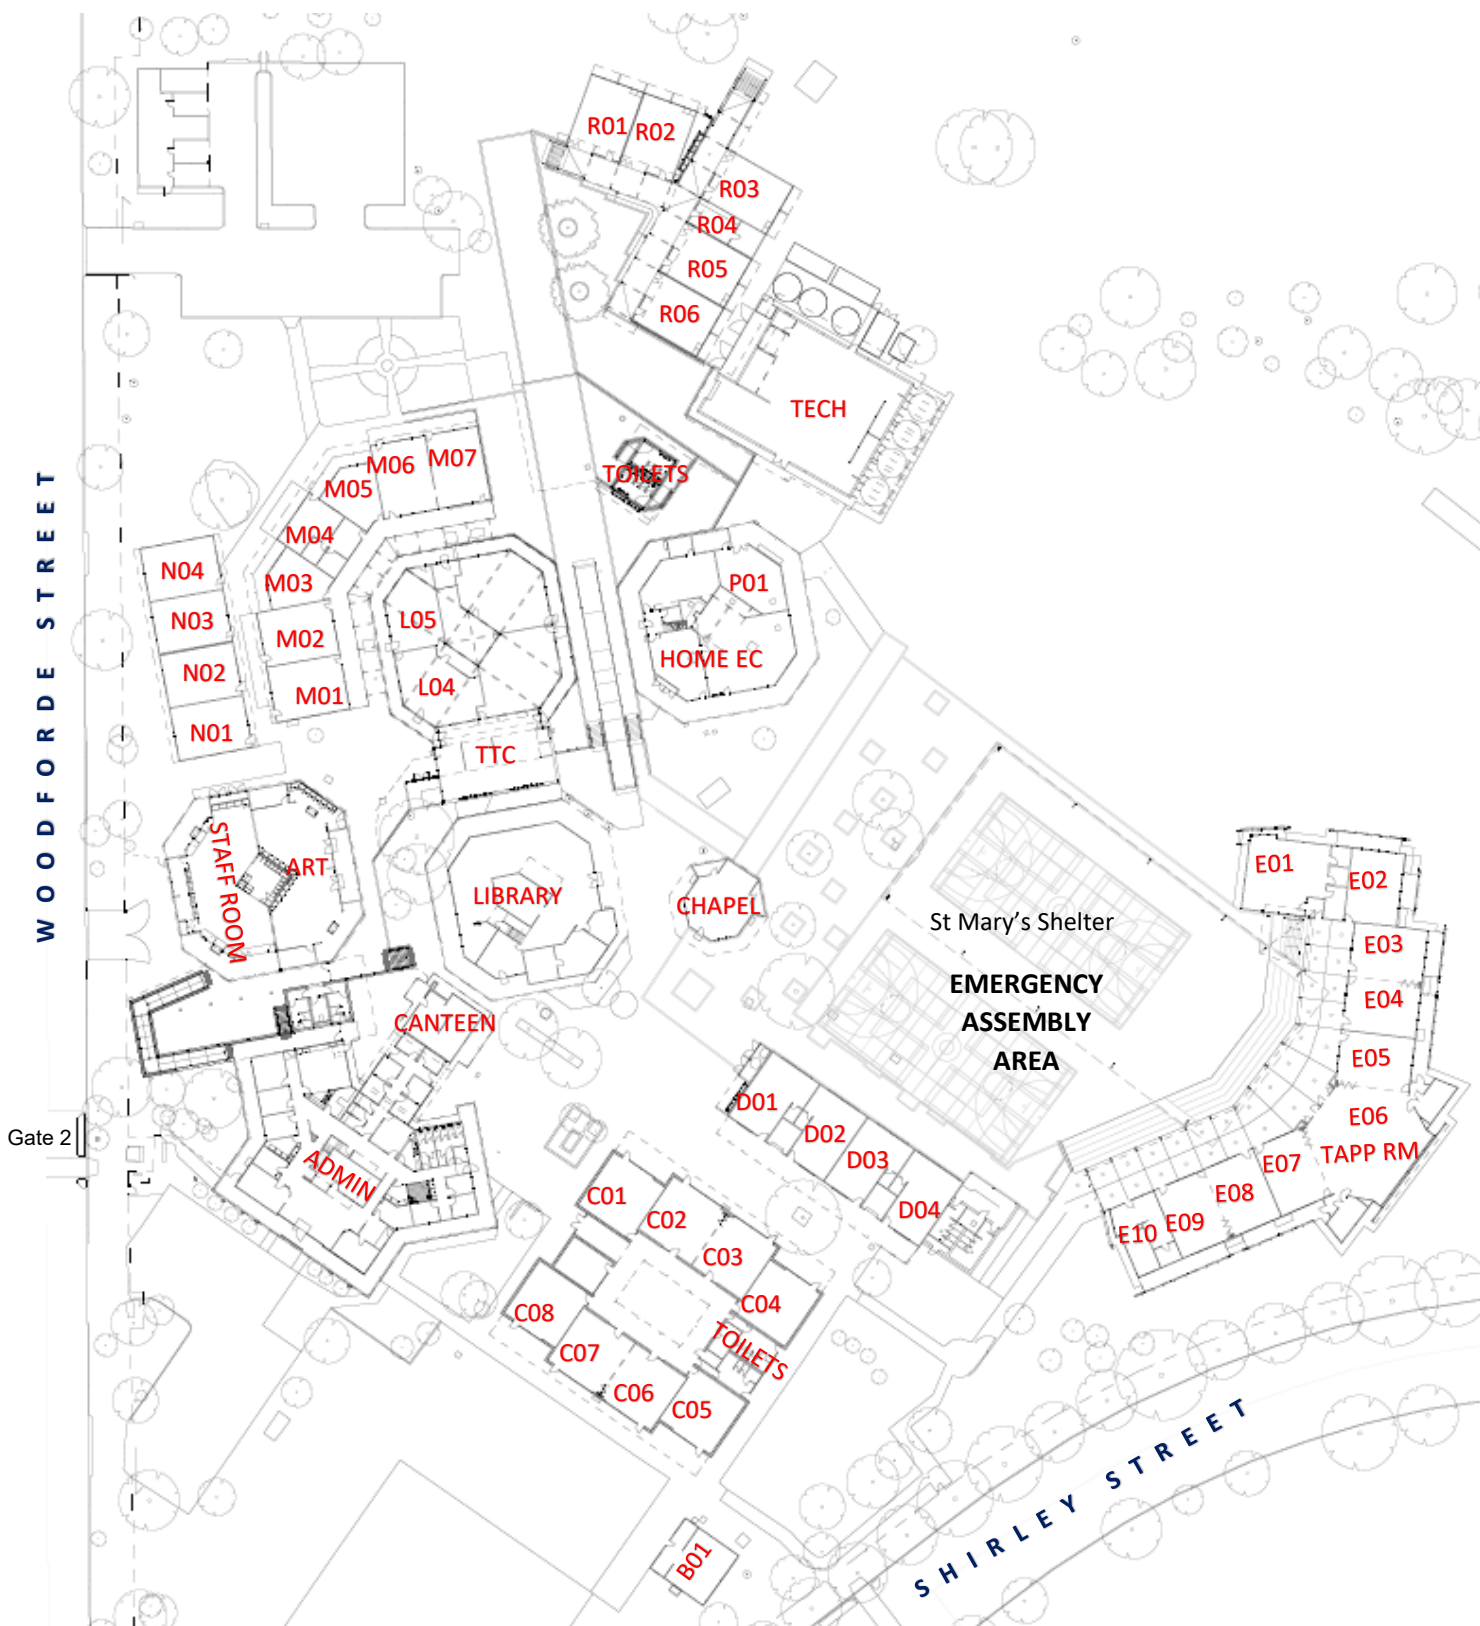 R01
R02
R03
R04
R05
R06
TECH
TOILETS
M07
M06
M05
M04
M03
M02
M01
N04
N03
N02
N01
L05
L04
P01
HOME EC
TTC
WOODFORDE STREET
STAFF ROOM
ART
LIBRARY
CHAPEL
St Mary's Shelter
EMERGENCY
ASSEMBLY
AREA
E01
E02
E03
E04
E05
E06
TAPP RM
E07
E08
E09
E10
CANTEEN
Gate 2
ADMIN
D01
D02
D03
D04
C01
C02
C03
C04
TOILETS
C08
C07
C06
C05
B01
SHIRLEY STREET